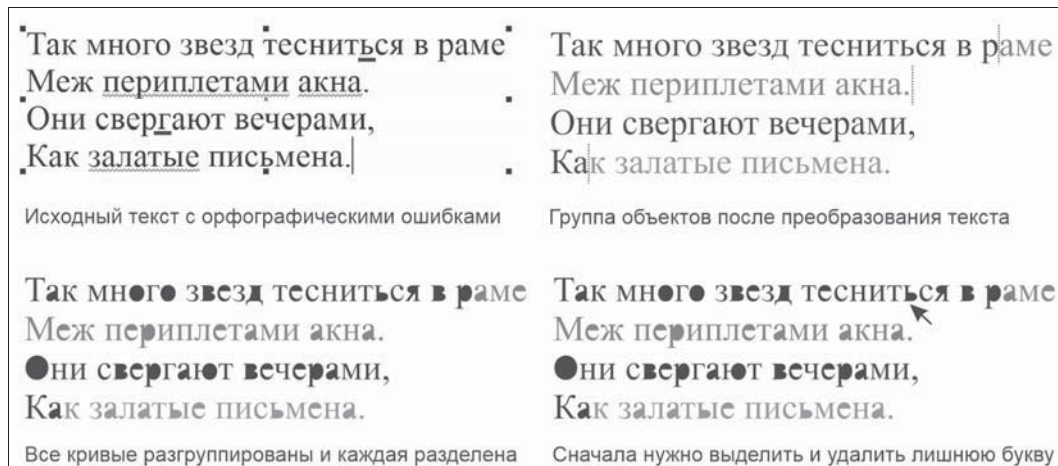 Так много звезд тесниться в раме
Меж периплетами акна.
Они свергают вечерами,
Как залатые письмена.
Исходный текст с орфографическими ошибками
Так много звезд тесниться в раме
Меж периплетами акна.
Они свергают вечерами,
Как залатые письмена.
Группа объектов после преобразования текста
Так много звезд тесниться в раме
Меж периплетами акна.
Они свергают вечерами,
Как залатые письмена.
Все кривые разгруппированы и каждая разделена
Так много звезд тесниться в раме
Меж периплетами акна.
Они свергают вечерами,
Как залатые письмена.
Сначала нужно выделить и удалить лишнюю букву